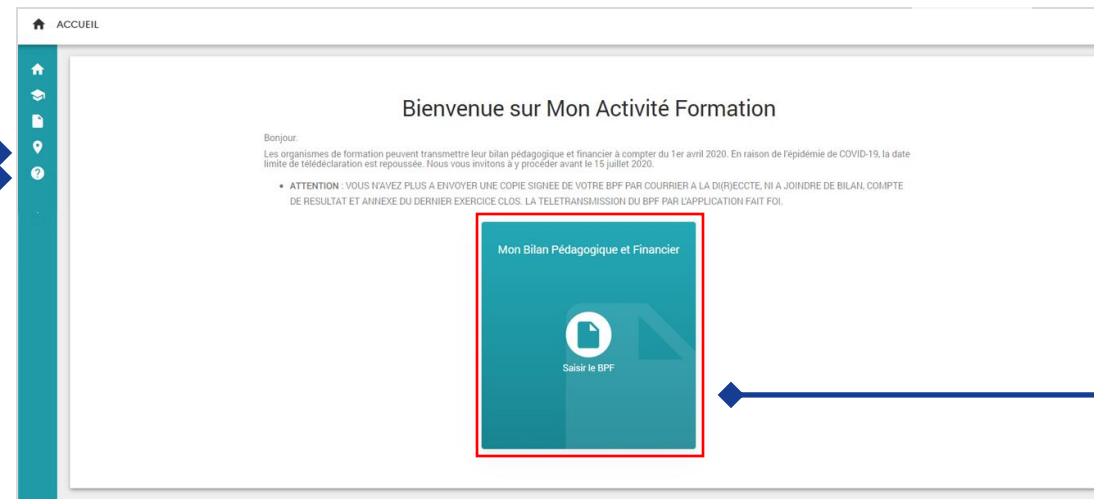 ACCUEIL
Bienvenue sur Mon Activité Formation
Bonjour.
Les organismes de formation peuvent transmettre leur bilan pédagogique et financier à compter du 1er avril 2020. En raison de l'épidémie de COVID-19, la date
limite de télédéclaration est repoussée. Nous vous invitons à y procéder avant le 15 juillet 2020.
• ATTENTION : VOUS N'AVEZ PLUS A ENVOYER UNE COPIE SIGNEE DE VOTRE BPF PAR COURRIER A LA DI(R)ECCTE, NI A JOINDRE DE BILAN, COMPTE
DE RESULTAT ET ANNEXE DU DERNIER EXERCICE CLOS. LA TELETRANSMISSION DU BPF PAR L'APPLICATION FAIT FOI.
Mon Bilan Pédagogique et Financier
Saisir le BPF